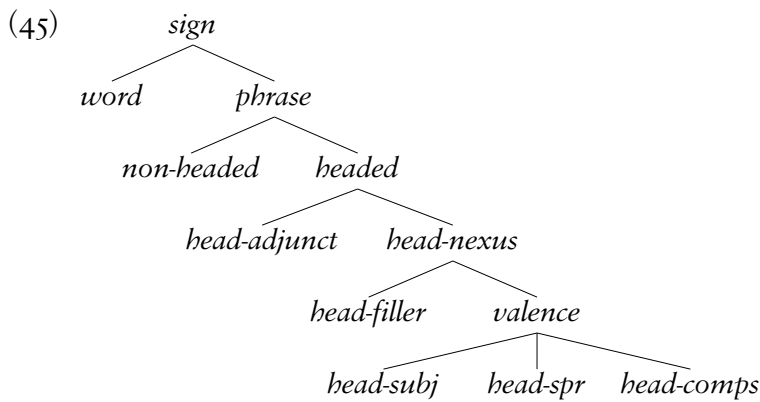 (45) sign
word phrase
non-headed headed
head-adjunct head-nexus
head-filler valence
head-subj head-spr head-comps